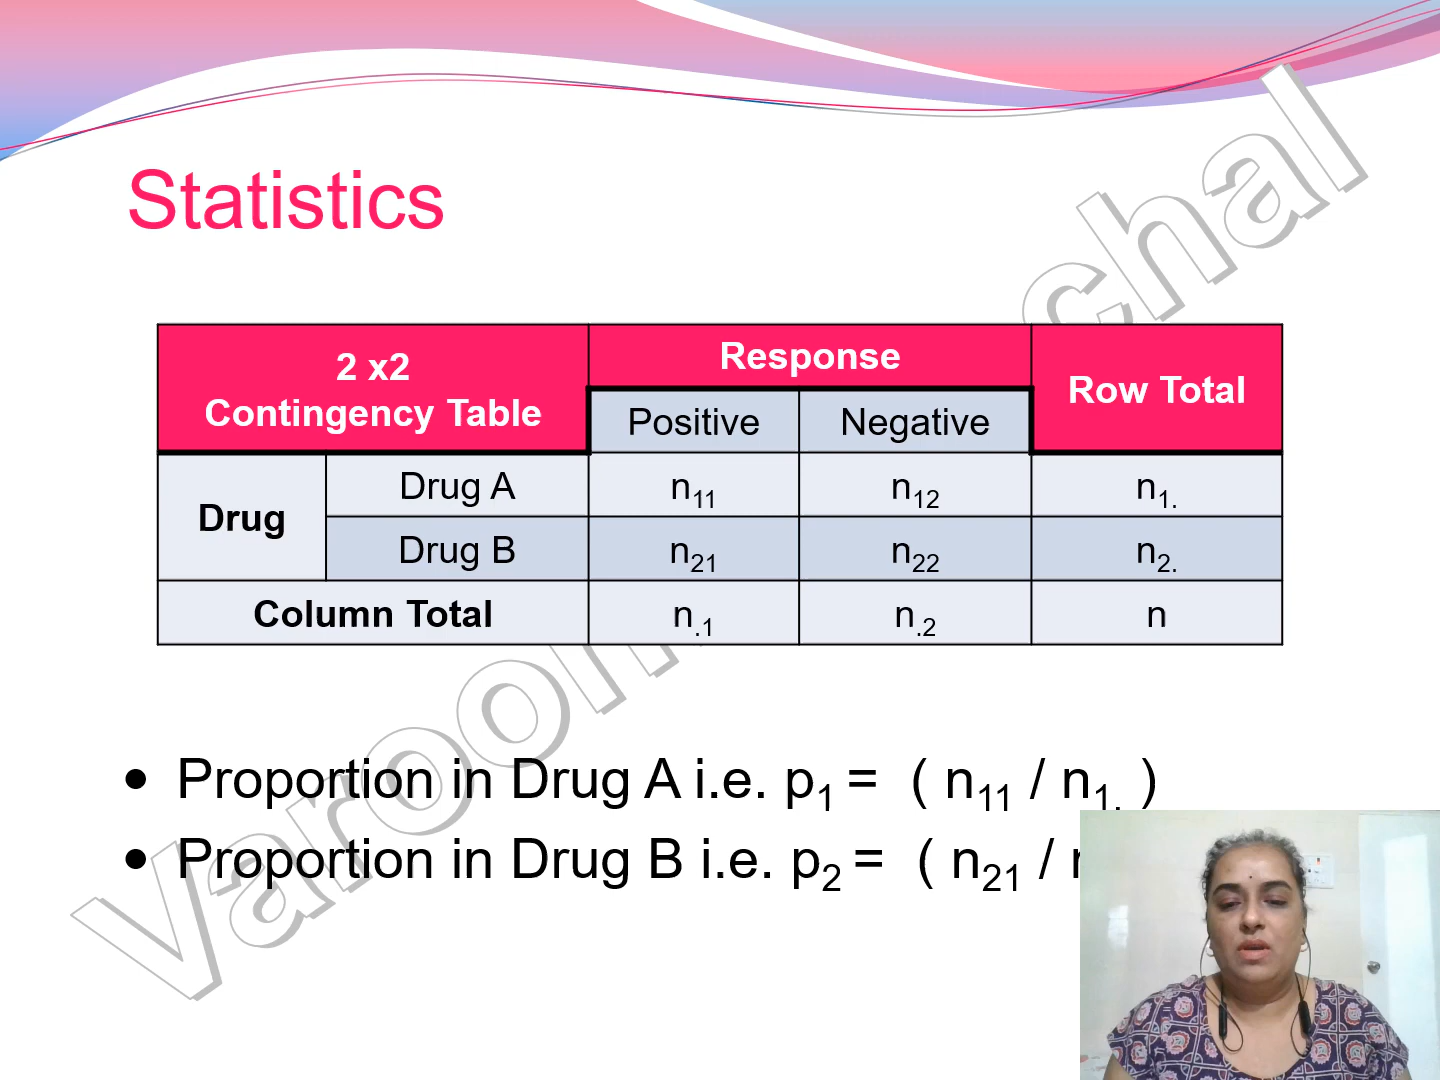 Statistics
2 x2
Contingency Table
Response
Row Total
Positive
Negative
Drug
Drug A
n11
n12
n1.
Drug B
n21
n22
n2.
Column Total
n.1
n.2
n
• Proportion in Drug A i.e. p1 = ( n11 / n1. )
• Proportion in Drug B i.e. p2 = ( n21 /